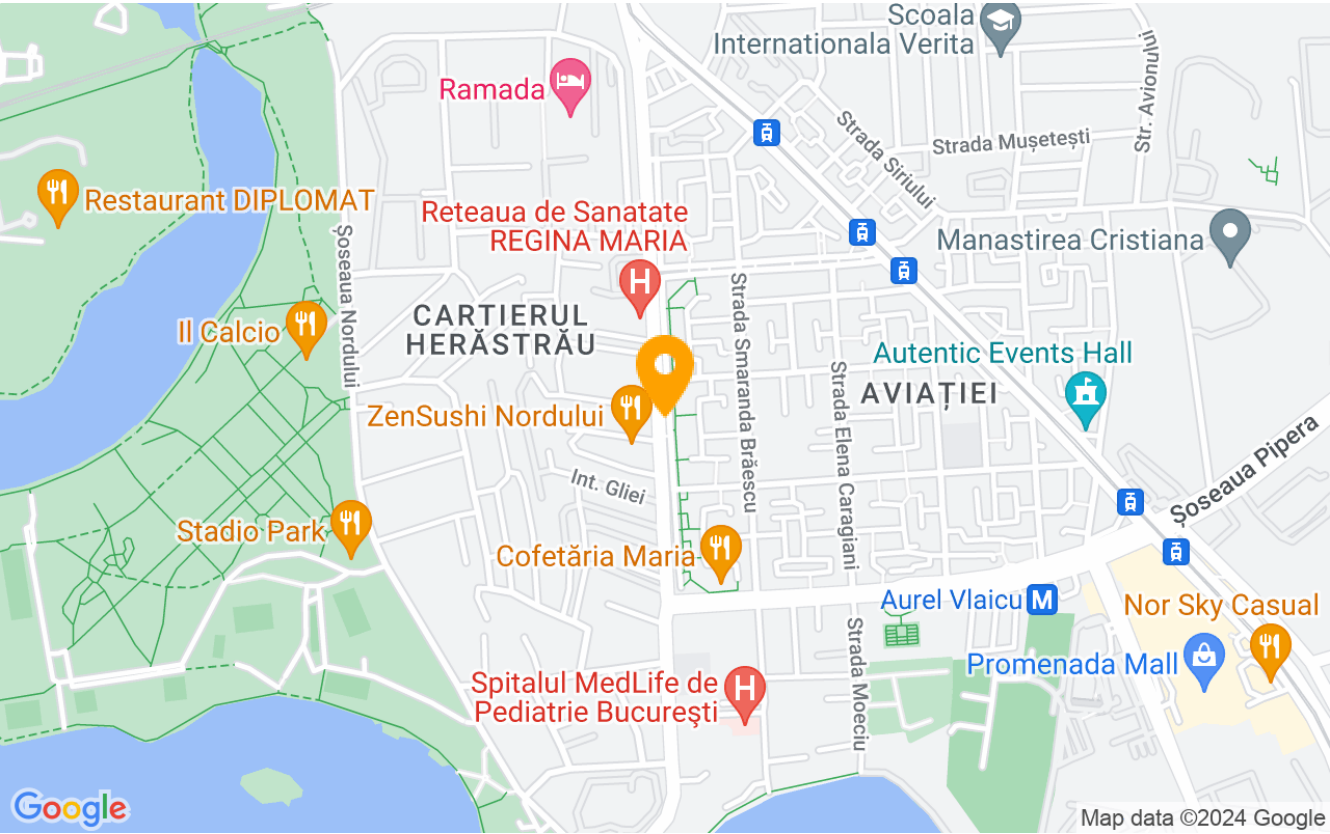 Scoala
Internationala Verita
Ramada
Str. Avionului
Strada Siriului
Strada Mușetești
Restaurant DIPLOMAT
Reteaua de Sanatate
REGINA MARIA
Manastirea Cristiana
Șoseaua Nordului
CARTIERUL
HERĂSTRĂU
Il Calcio
Strada Smaranda Brăescu
Autentic Events Hall
Strada Elena Caragiani
AVIAȚIEI
ZenSushi Nordului
Șoseaua Pipera
Int. Gliei
Stadio Park
Cofetăria Maria
Aurel Vlaicu M
Nor Sky Casual
Strada Moeciu
Promenada Mall
Spitalul MedLife de
Pediatrie Bucureşti
H
H
Google
Map data ©2024 Google